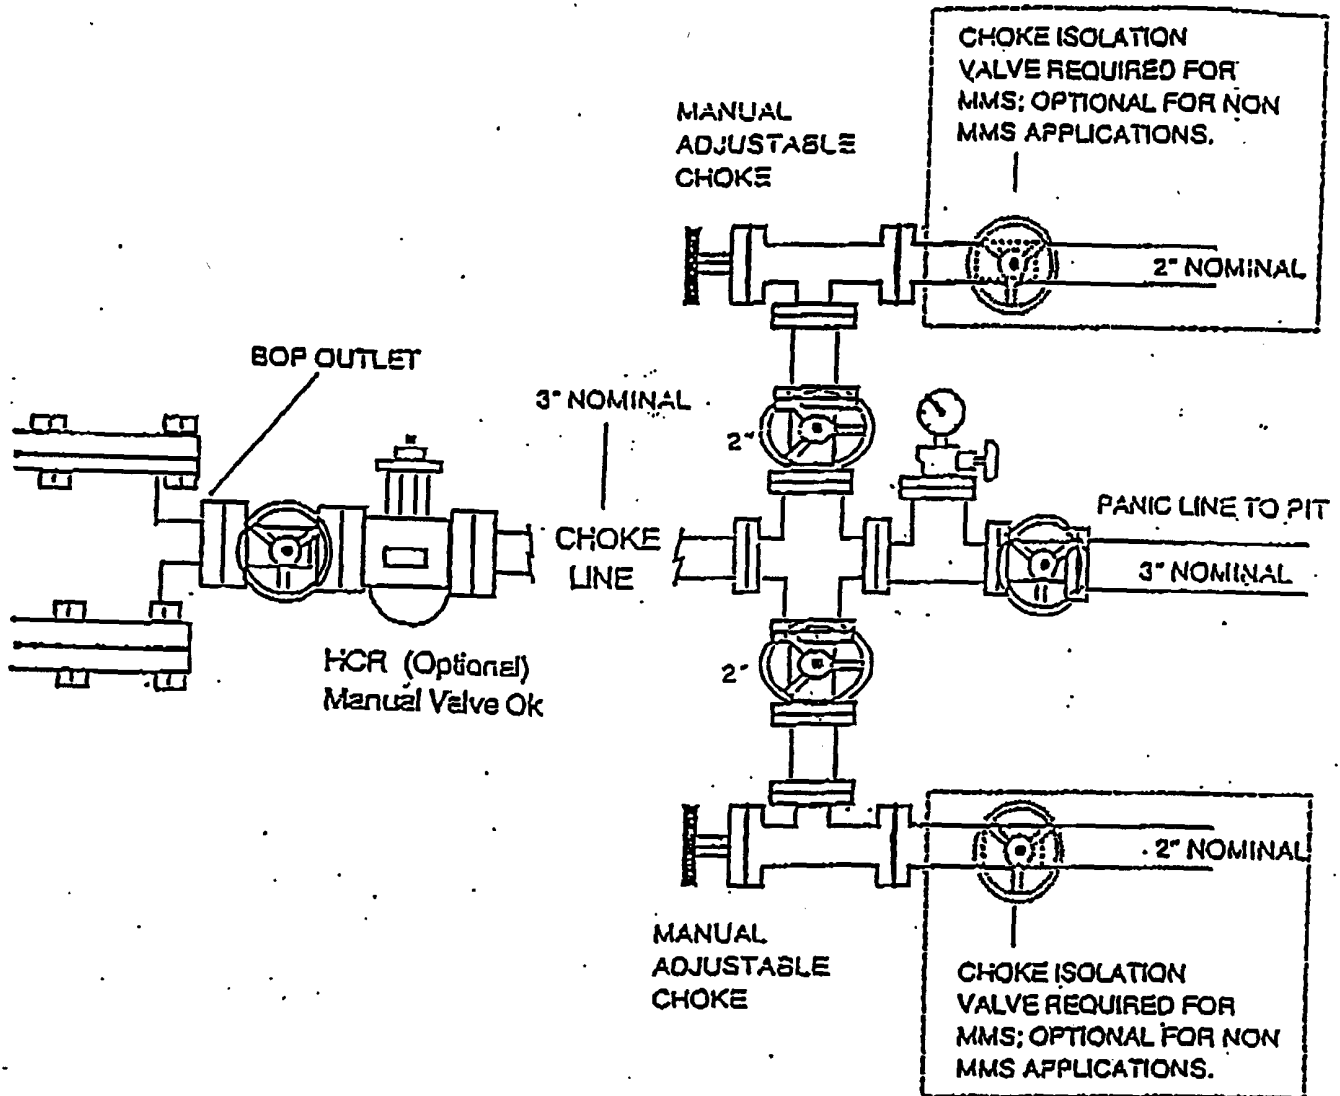 CHOKE ISOLATION
VALVE REQUIRED FOR
MMS; OPTIONAL FOR NON
MMS APPLICATIONS.
MANUAL
ADJUSTABLE
CHOKE
2" NOMINAL
BOP OUTLET
3" NOMINAL
2"
PANIC LINE TO PIT
CHOKE
LINE
3" NOMINAL
HCR (Optional)
Manual Valve Ok
2"
2" NOMINAL
MANUAL
ADJUSTABLE
CHOKE
CHOKE ISOLATION
VALVE REQUIRED FOR
MMS; OPTIONAL FOR NON
MMS APPLICATIONS.